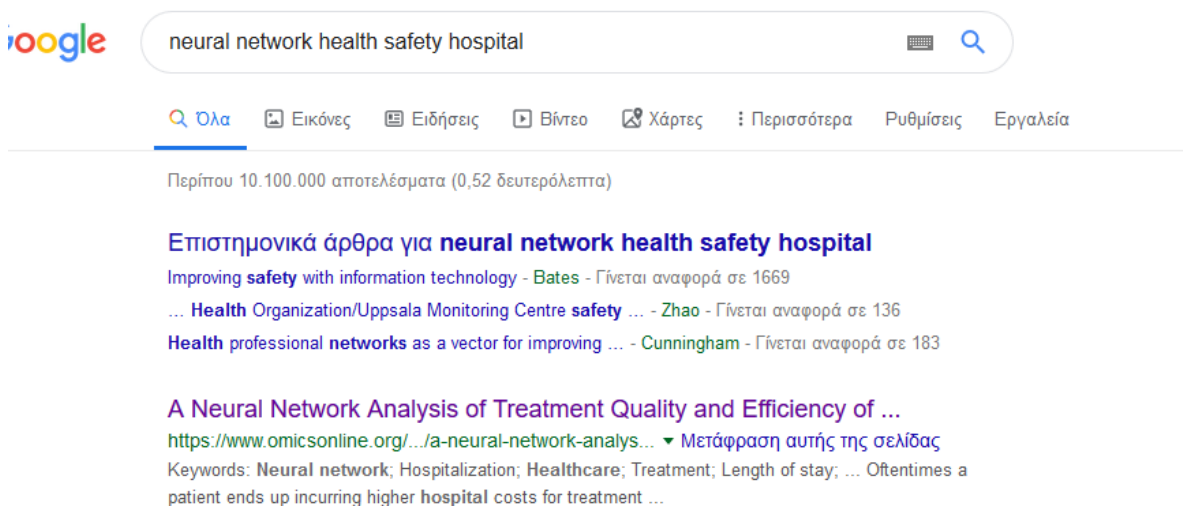 Google
neural network health safety hospital
Όλα Εικόνες Ειδήσεις Βίντεο Χάρτες Περισσότερα Ρυθμίσεις Εργαλεία
Περίπου 10.100.000 αποτελέσματα (0,52 δευτερόλεπτα)
Επιστημονικά άρθρα για neural network health safety hospital
Improving safety with information technology - Bates - Γίνεται αναφορά σε 1669
... Health Organization/Uppsala Monitoring Centre safety ... - Zhao - Γίνεται αναφορά σε 136
Health professional networks as a vector for improving ... - Cunningham - Γίνεται αναφορά σε 183
A Neural Network Analysis of Treatment Quality and Efficiency of ...
https://www.omicsonline.org/.../a-neural-network-analys... Μετάφραση αυτής της σελίδας
Keywords: Neural network; Hospitalization; Healthcare; Treatment; Length of stay; ... Oftentimes a
patient ends up incurring higher hospital costs for treatment ...